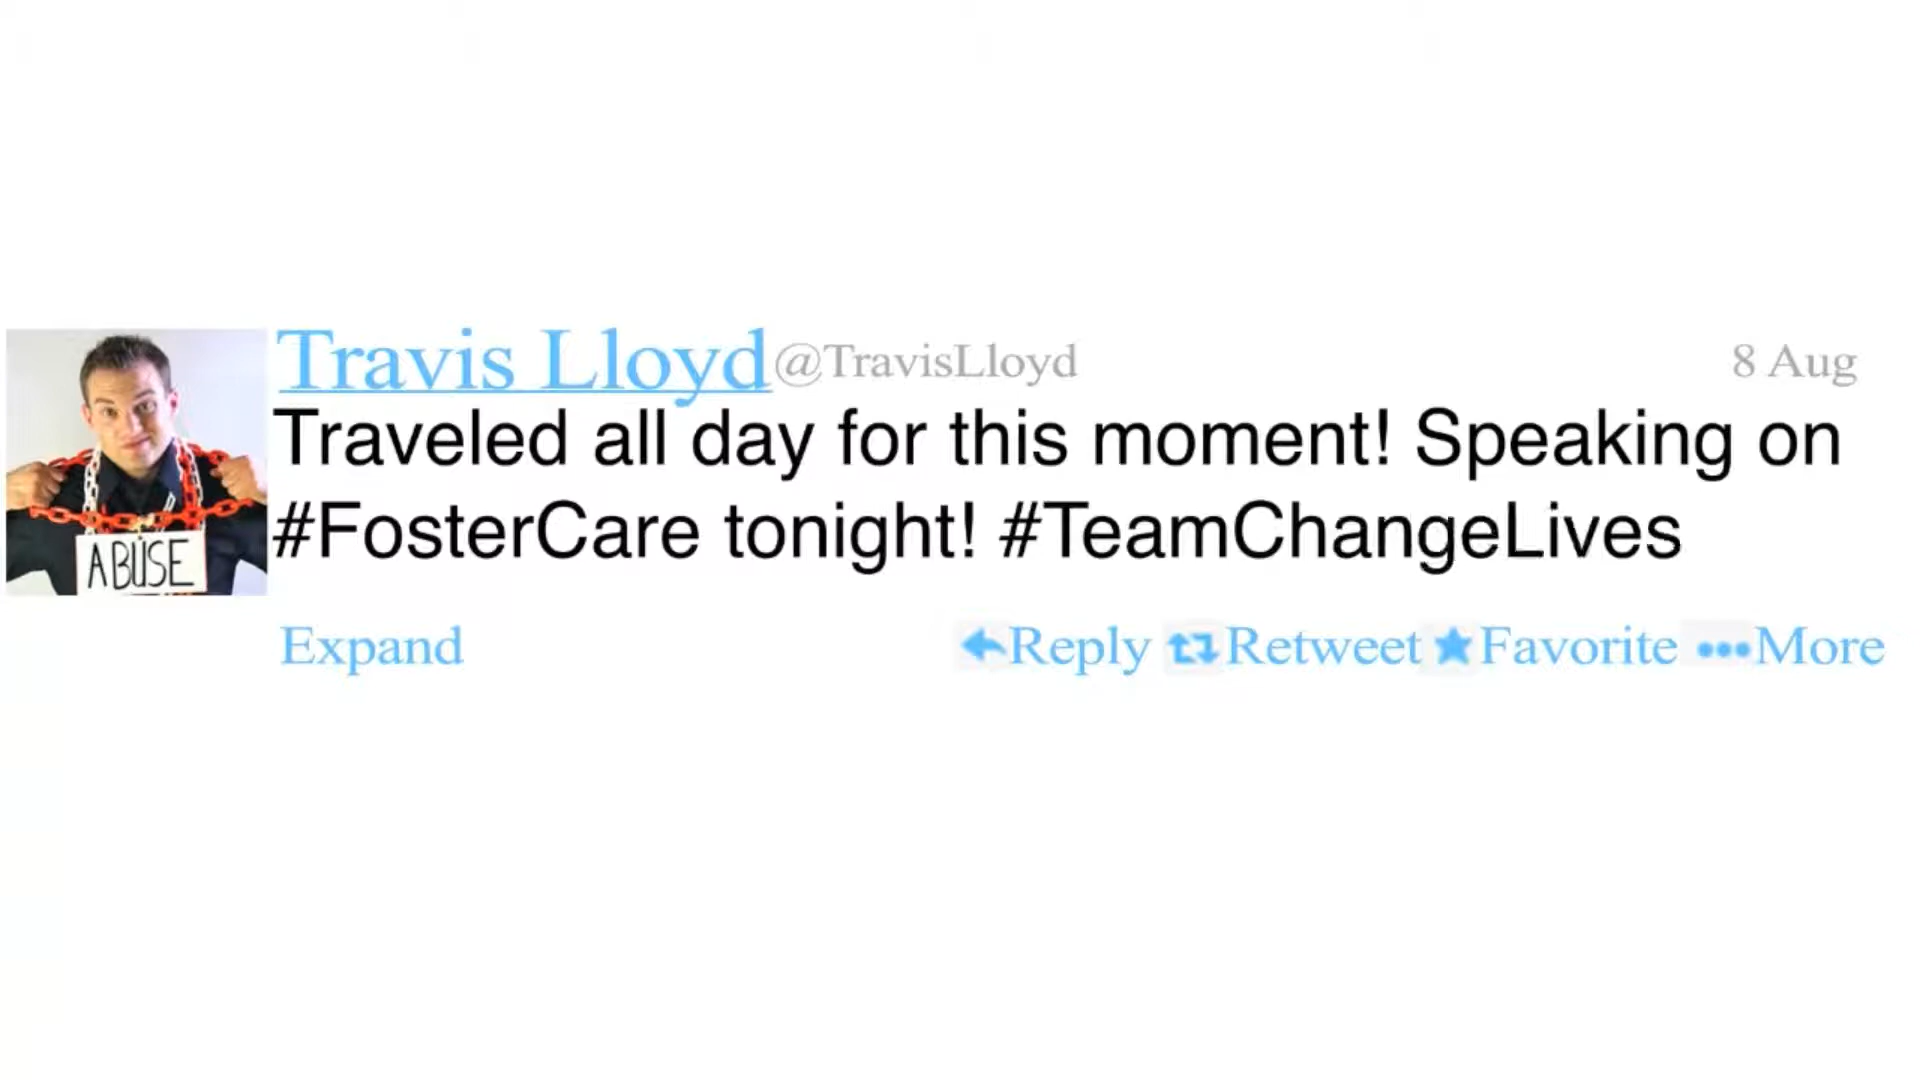 Travis Lloyd @TravisLloyd 8 Aug
Traveled all day for this moment! Speaking on
#FosterCare tonight! #TeamChangeLives
ABUSE
Expand Reply Retweet Favorite More